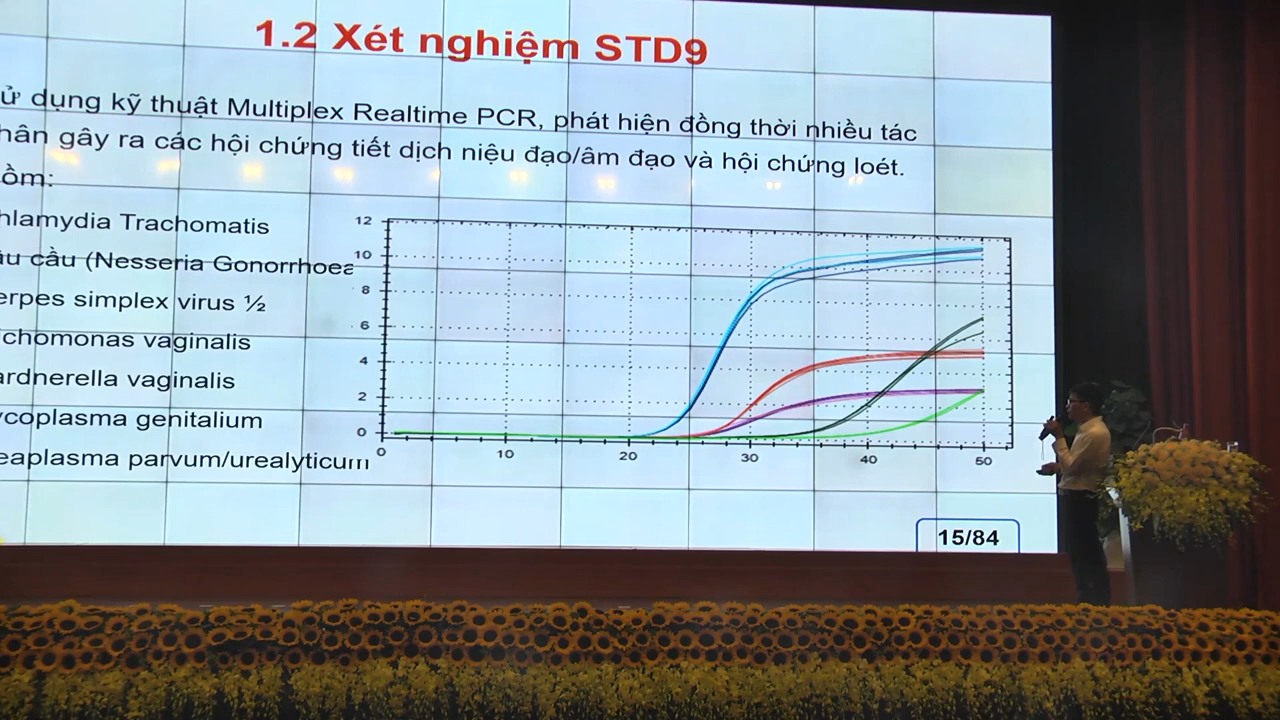 1.2 Xét nghiệm STD9
ử dụng kỹ thuật Multiplex Realtime PCR, phát hiện đồng thời nhiều tác
hân gây ra các hội chứng tiết dịch niệu đạo/âm đạo và hội chứng loét.
ồm:
hlamydia Trachomatis
ầu cầu (Nesseria Gonorrhoea
erpes simplex virus ½
ichomonas vaginalis
ardnerella vaginalis
ycoplasma genitalium
eaplasma parvum/urealyticum
12
10
8
6
4
2
0
0 10 20 30 40 50
15/84